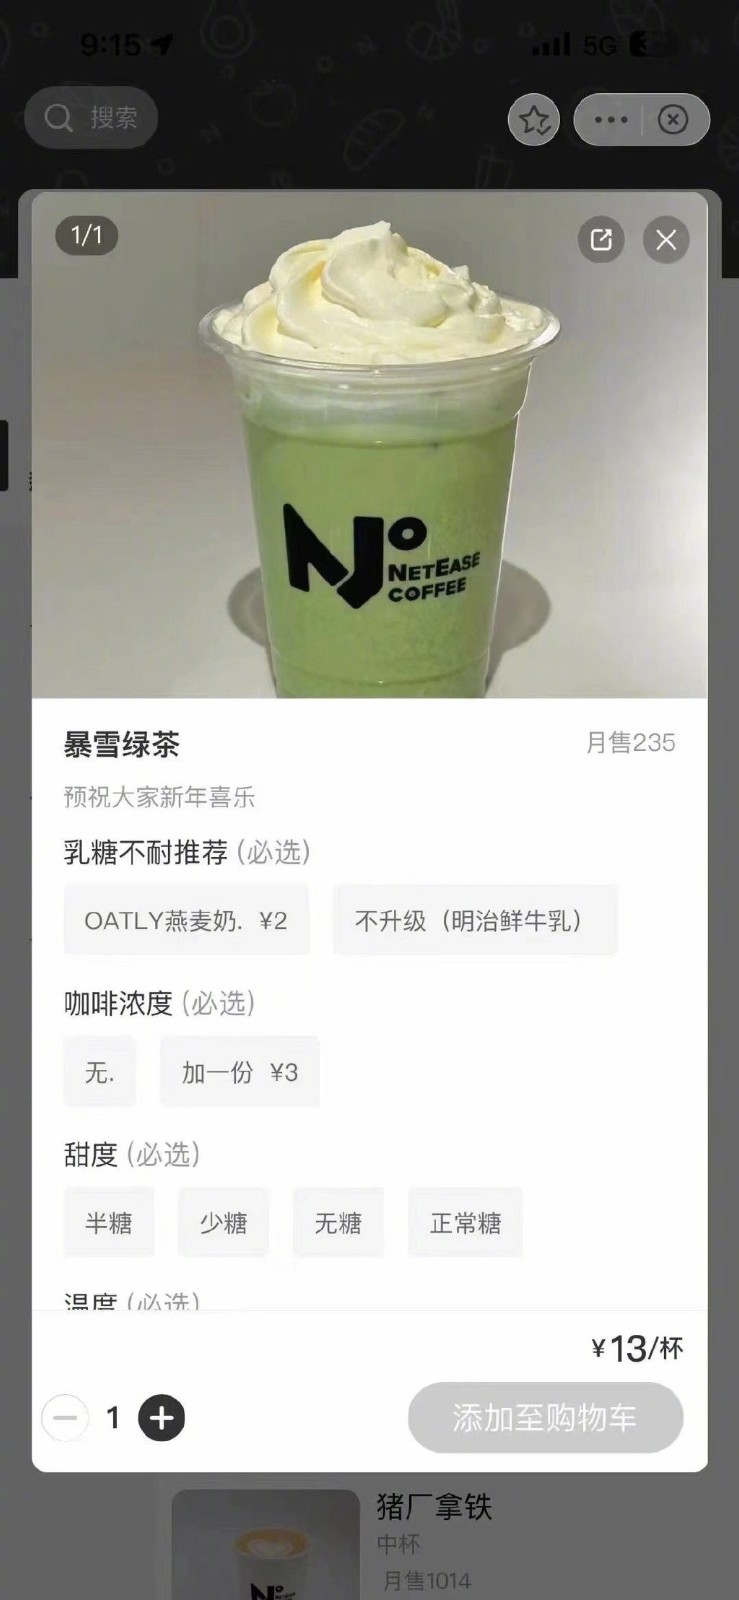 9:15
5G
搜索
1/1
NETEASE
COFFEE
暴雪绿茶
月售235
预祝大家新年喜乐
乳糖不耐推荐 (必选)
OATLY燕麦奶. ¥2
不升级（明治鲜牛乳）
咖啡浓度 (必选)
无.
加一份 ¥3
甜度 (必选)
半糖
少糖
无糖
正常糖
温度 (必选)
¥13/杯
1
添加至购物车
猪厂拿铁
中杯
月售1014